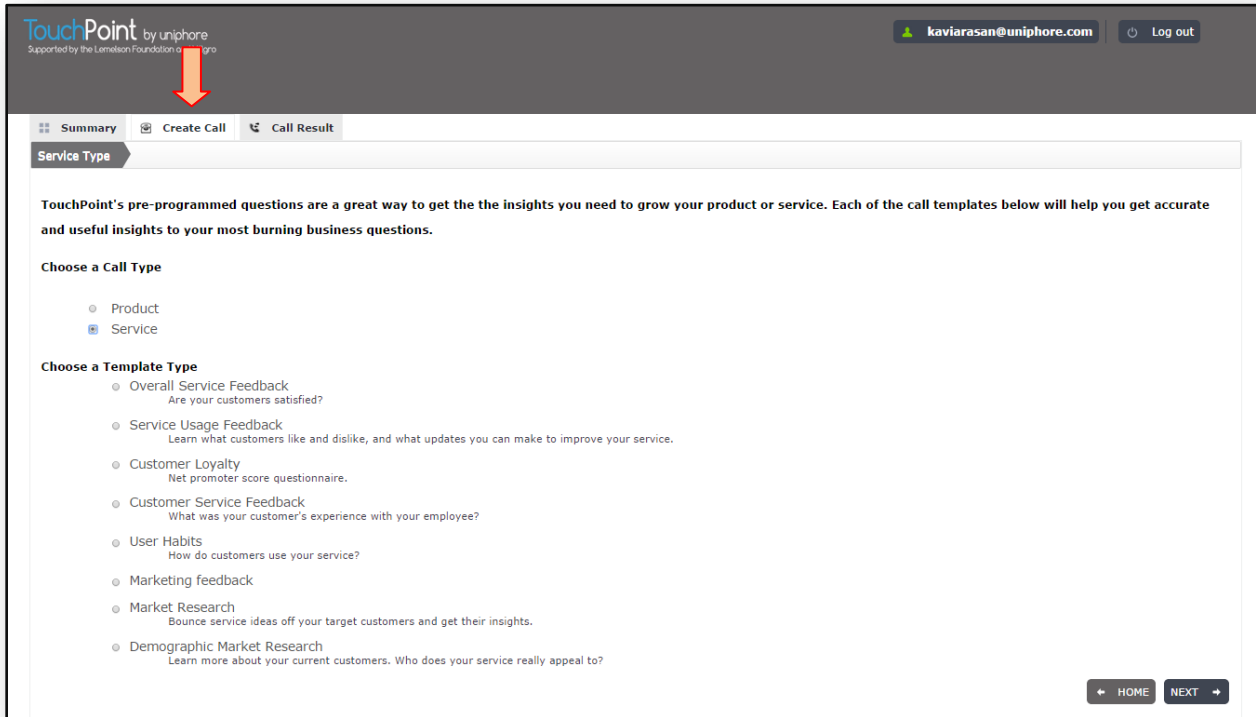 TouchPoint by uniphore
kaviarasan@uniphore.com
Log out
Supported by the Lemelson Foundation gro
Summary
Create Call
Call Result
Service Type
TouchPoint's pre-programmed questions are a great way to get the the insights you need to grow your product or service. Each of the call templates below will help you get accurate
and useful insights to your most burning business questions.
Choose a Call Type
Product
Service
Choose a Template Type
Overall Service Feedback
Are your customers satisfied?
Service Usage Feedback
Learn what customers like and dislike, and what updates you can make to improve your service.
Customer Loyalty
Net promoter score questionnaire.
Customer Service Feedback
What was your customer's experience with your employee?
User Habits
How do customers use your service?
Marketing feedback
Market Research
Bounce service ideas off your target customers and get their insights.
Demographic Market Research
Learn more about your current customers. Who does your service really appeal to?
HOME
NEXT